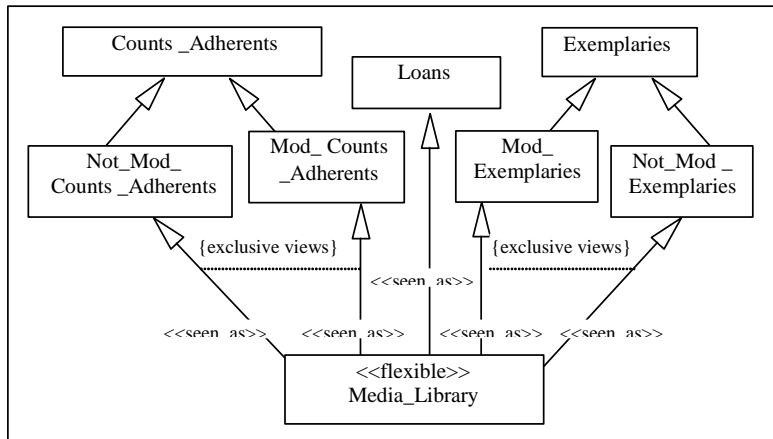 Counts _Adherents
Exemplaries
Loans
Not_Mod_
Counts _Adherents
Mod_ Counts
_Adherents
Mod_
Exemplaries
Not_Mod _
Exemplaries
{exclusive views}
{exclusive views}
<<seen_as>>
<<seen_as>>
<<seen_as>>
<<seen_as>>
<<seen_as>>
<<flexible>>
Media_Library